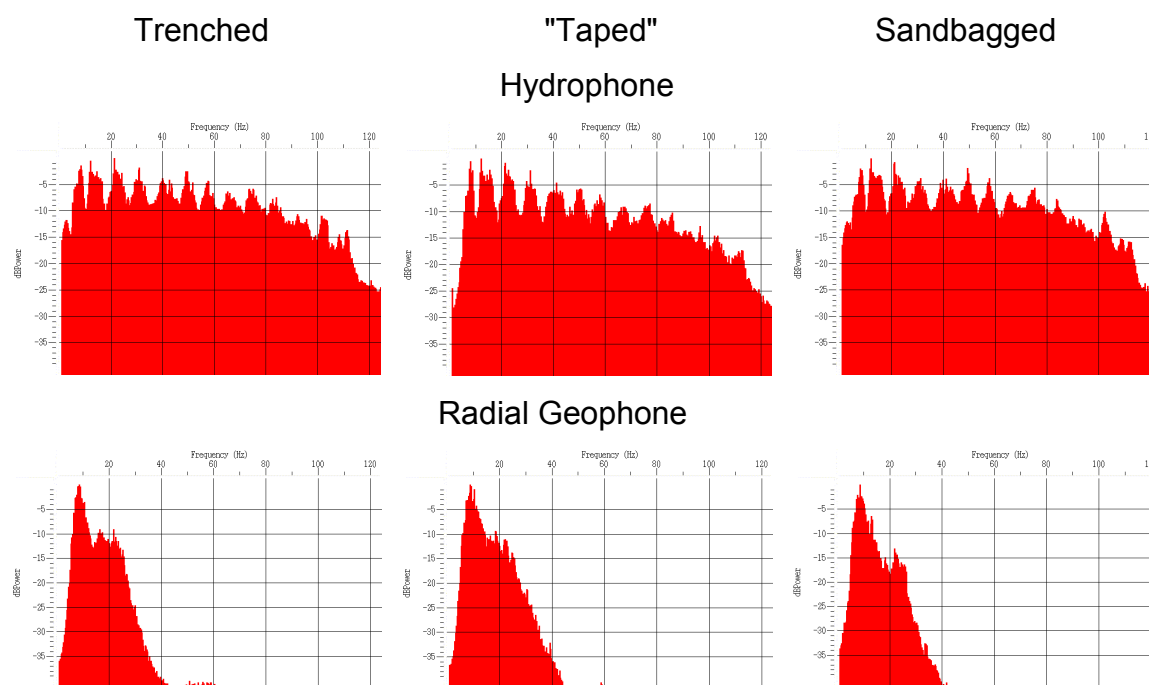 Trenched "Taped" Sandbagged
Hydrophone
Frequency (Hz) Frequency (Hz) Frequency (Hz)
20 40 60 80 100 120 20 40 60 80 100 120 20 40 60 80 100 1
-5 -5 -5
-10 -10 -10
-15 -15 -15
-20 -20 -20
dBPower dBPower dBPower
-25 -25 -25
-30 -30 -30
-35 -35 -35
Radial Geophone
Frequency (Hz) Frequency (Hz) Frequency (Hz)
20 40 60 80 100 120 20 40 60 80 100 120 20 40 60 80 100 1
-5 -5 -5
-10 -10 -10
-15 -15 -15
dBPower dBPower dBPower
-20 -20 -20
-25 -25 -25
-30 -30 -30
-35 -35 -35